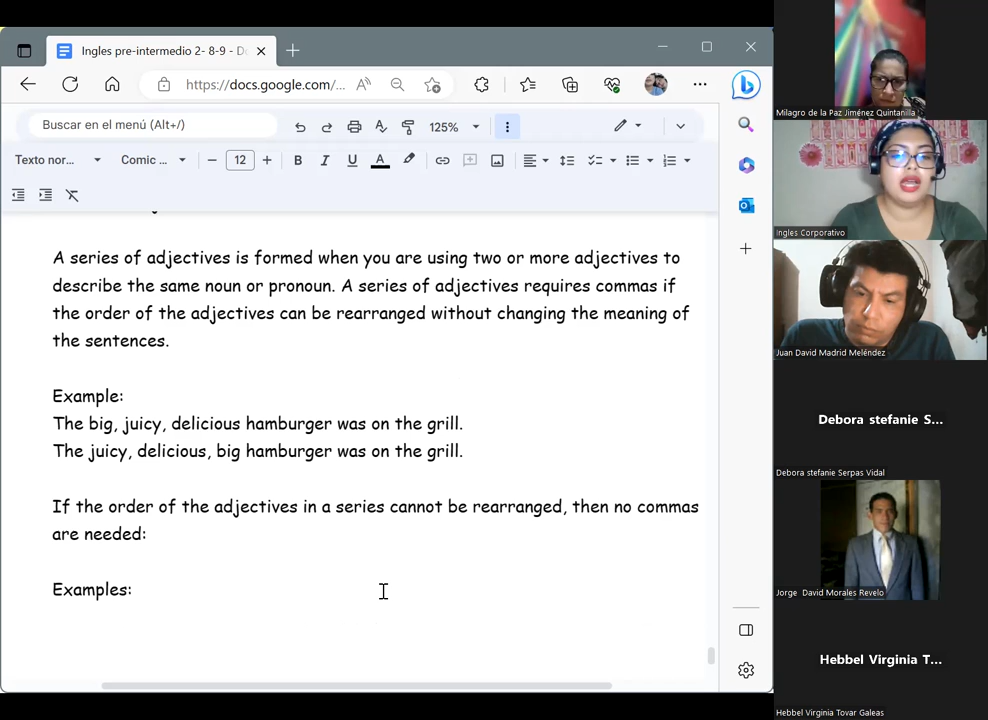 Ingles pre-intermedio 2- 8-9 - D
https://docs.google.com/...
Buscar en el menú (Alt+/)
125%
Texto nor...
Comic ...
12
A series of adjectives is formed when you are using two or more adjectives to
describe the same noun or pronoun. A series of adjectives requires commas if
the order of the adjectives can be rearranged without changing the meaning of
the sentences.
Example:
The big, juicy, delicious hamburger was on the grill.
The juicy, delicious, big hamburger was on the grill.
If the order of the adjectives in a series cannot be rearranged, then no commas
are needed:
Examples:
Milagro de la Paz Jiménez Quintanilla
Ingles Corporativo
Juan David Madrid Meléndez
Debora stefanie S...
Debora stefanie Serpas Vidal
Jorge David Morales Revelo
Hebbel Virginia T...
Hebbel Virginia Tovar Galeas